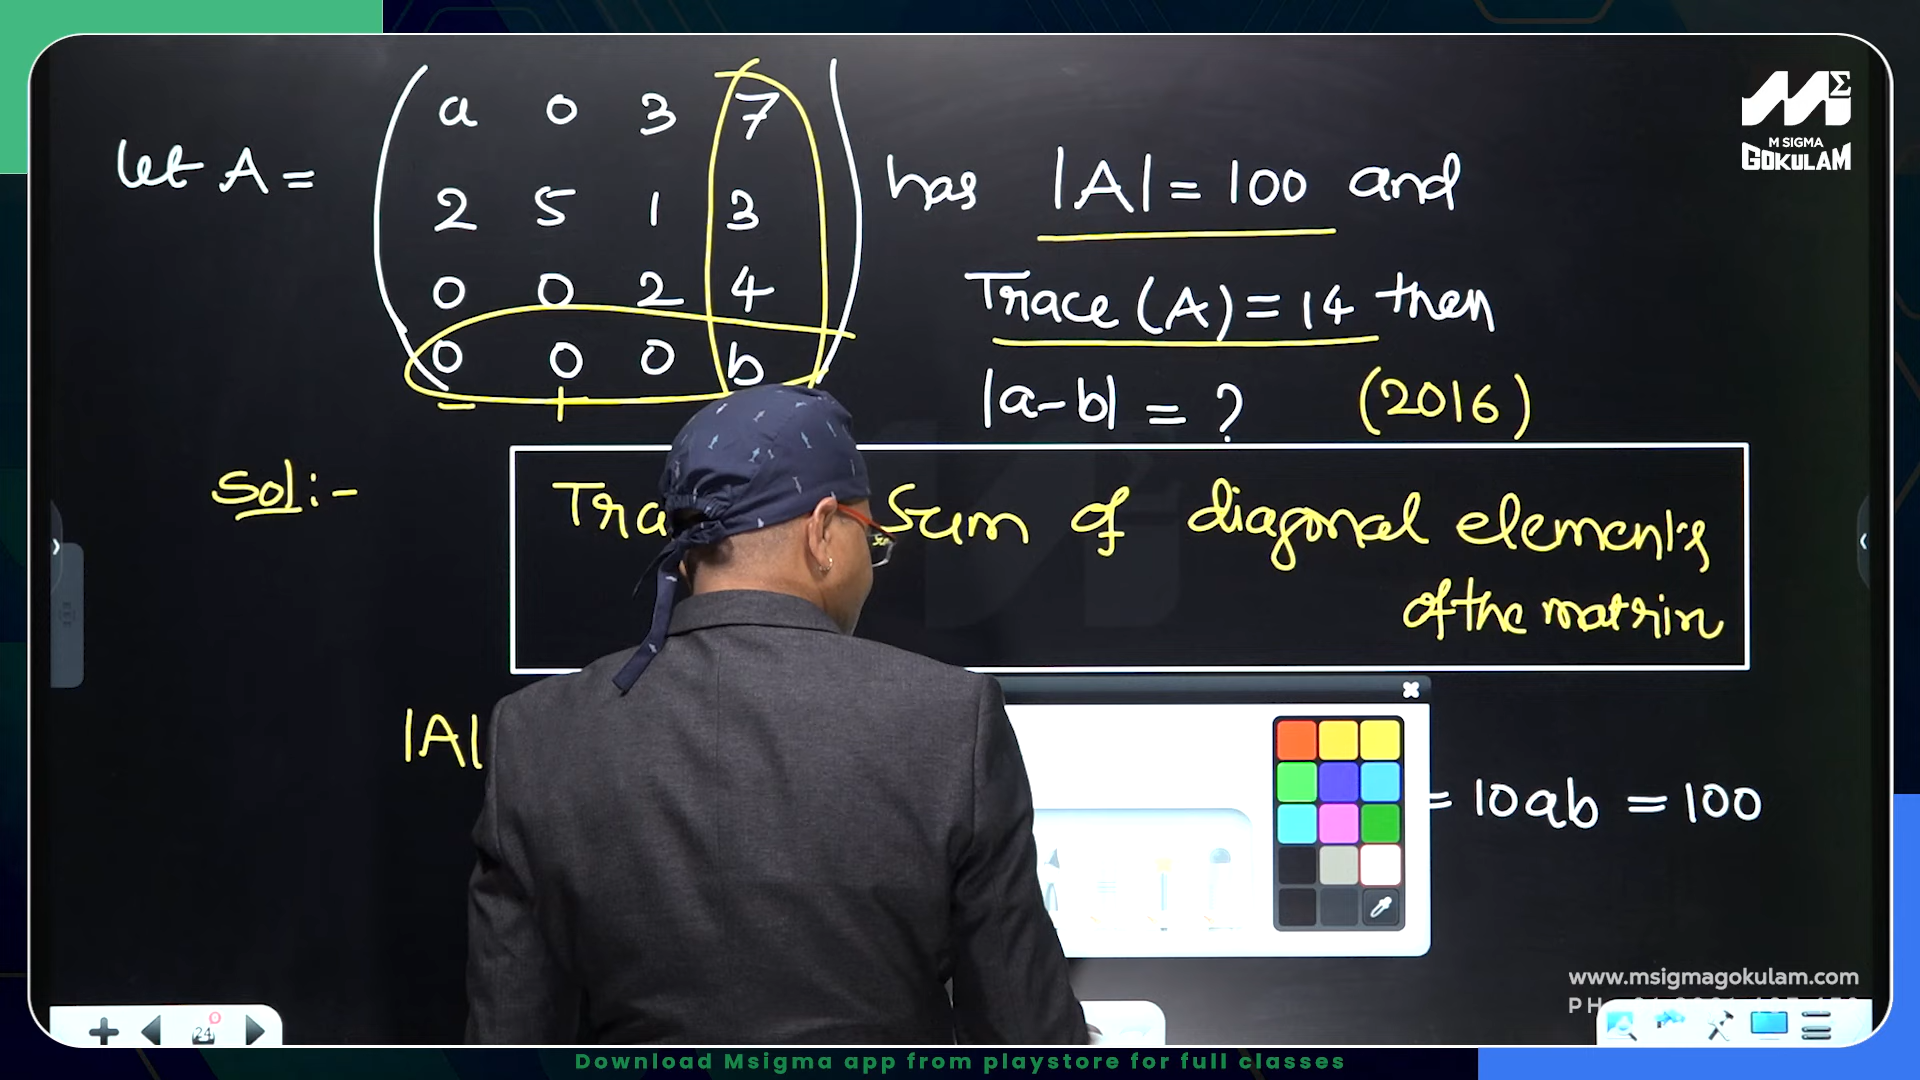 let A = ( a 0 3 7
2 5 1 3
0 0 2 4
0 0 0 b ) has |A| = 100 and
Trace (A) = 14 then
|a-b| = ? (2016)
Sol :-
Sum of diagonal elements
of the matrix
|A|
= 10ab = 100
M SIGMA
GOKULAM
24
www.msigmagokulam.com
Download Msigma app from playstore for full classes